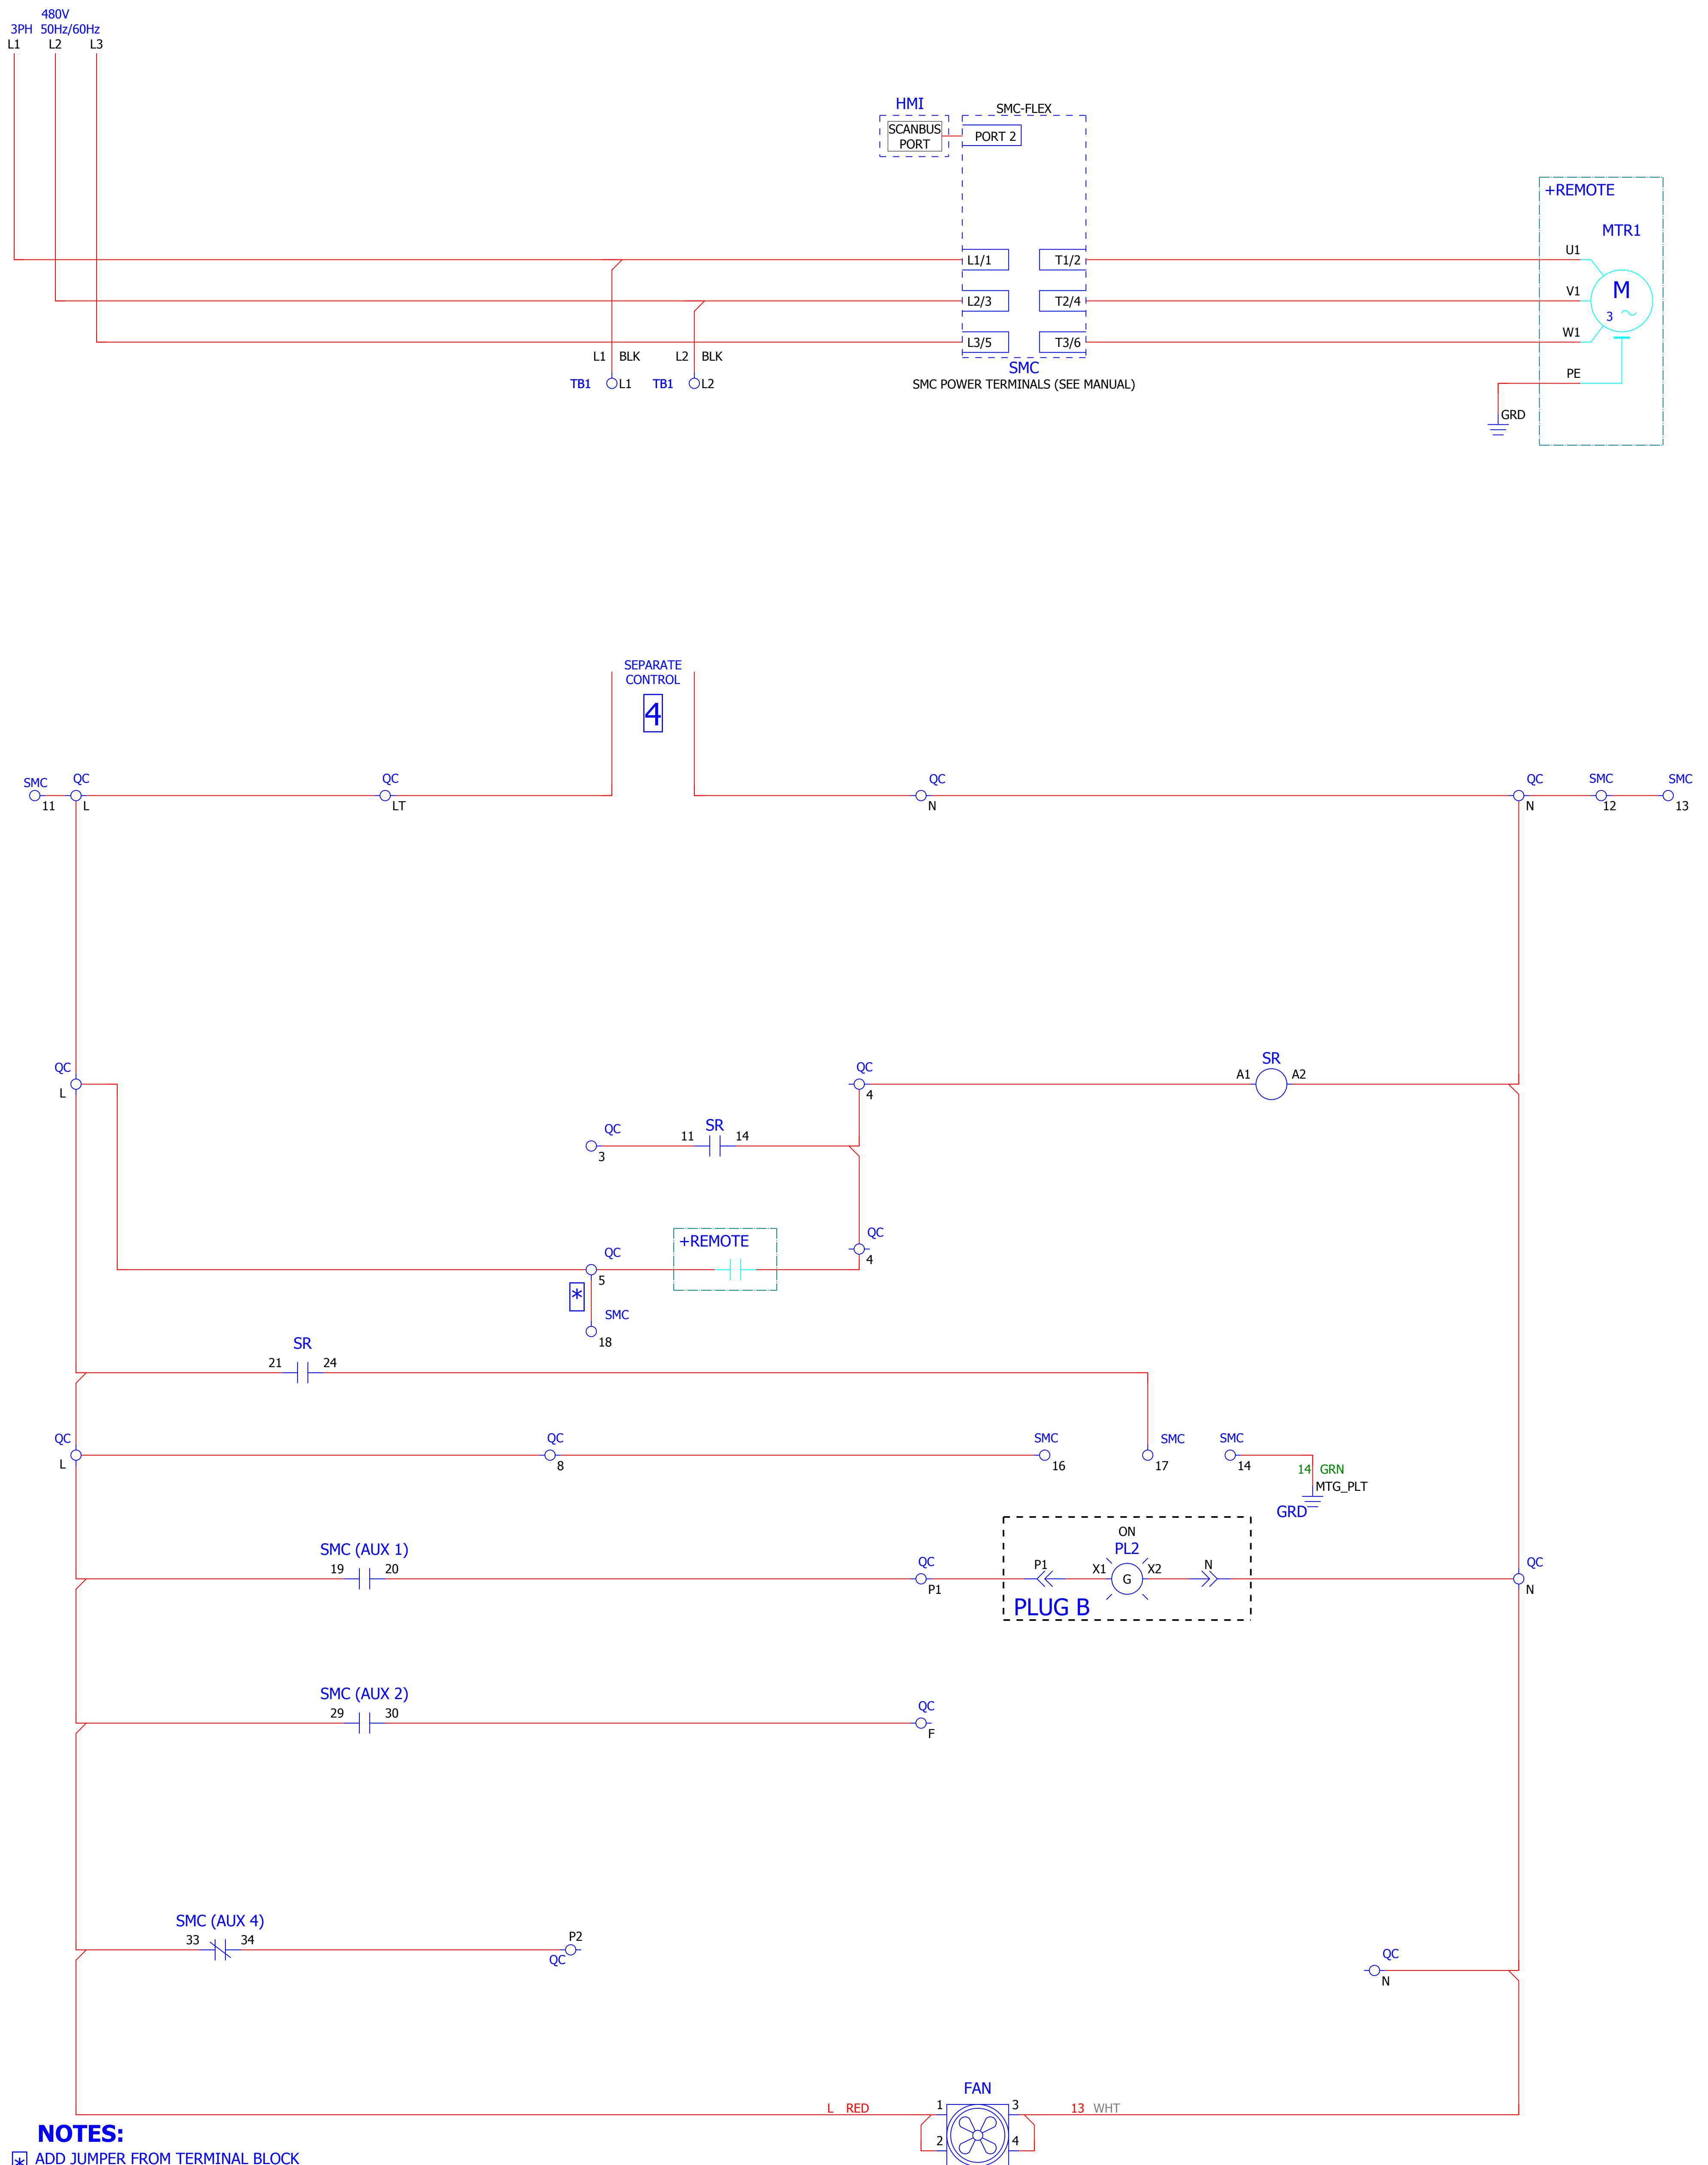 480V
3PH 50Hz/60Hz
L1 L2 L3
HMI
SMC-FLEX
SCANBUS
PORT
PORT 2
+REMOTE
MTR1
U1
L1/1 T1/2
M
V1
L2/3 T2/4
3
W1
L3/5 T3/6
L1 BLK L2 BLK
SMC
PE
TB1 L1 TB1 L2
SMC POWER TERMINALS (SEE MANUAL)
GRD
SEPARATE
CONTROL
4
SMC QC QC QC QC SMC SMC
11 L LT N N 12 13
SR
QC QC
A1 A2
L 4
QC SR
11 14
3
QC
+REMOTE
QC
4
5
*
SMC
18
SR
21 24
QC QC SMC SMC SMC
L 8 16 17 14
14 GRN
MTG_PLT
GRD
ON
SMC (AUX 1)
PL2
19 20
QC P1 X1 G X2 N QC
P1 N
PLUG B
SMC (AUX 2)
29 30
QC
F
SMC (AUX 4)
33 34
P2
QC
QC
N
FAN
L RED 1 3 13 WHT
NOTES:
2 4
* ADD JUMPER FROM TERMINAL BLOCK